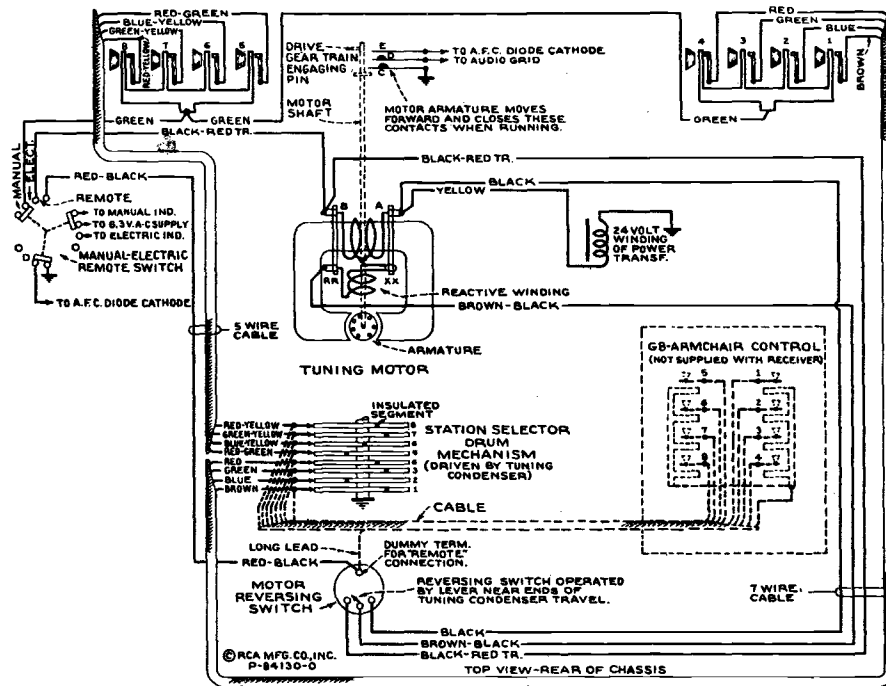 RED-GREEN
BLUE-YELLOW
GREEN-YELLOW
RED-YELLOW
8 7 6 5
GREEN
GREEN
BLACK-RED TR.
MANUAL
ELECT.
RED-BLACK
REMOTE
TO MANUAL IND.
TO 6.3 V. A-C SUPPLY
TO ELECTRIC IND.
MANUAL-ELECTRIC
REMOTE SWITCH
TO A.F.C. DIODE CATHODE
DRIVE
GEAR TRAIN
ENGAGING
PIN
MOTOR
SHAFT
E
D
C
TO A.F.C. DIODE CATHODE
TO AUDIO GRID
MOTOR ARMATURE MOVES
FORWARD AND CLOSES THESE
CONTACTS WHEN RUNNING.
RED
GREEN
BLUE
BROWN
4 3 2 1
GREEN
BLACK-RED TR.
BLACK
YELLOW
B A
RR XX
24 VOLT
WINDING
OF POWER
TRANSF.
REACTIVE WINDING
BROWN-BLACK
ARMATURE
TUNING MOTOR
5 WIRE
CABLE
GB-ARMCHAIR CONTROL
(NOT SUPPLIED WITH RECEIVER)
5 1
6 2
7 3
8 4
INSULATED
SEGMENT
RED-YELLOW 8
GREEN-YELLOW 7
BLUE-YELLOW 6
RED-GREEN
RED 4
GREEN 3
BLUE 2
BROWN 1
STATION SELECTOR
DRUM
MECHANISM
(DRIVEN BY TUNING
CONDENSER)
CABLE
LONG LEAD
DUMMY TERM.
FOR "REMOTE"
CONNECTION.
RED-BLACK
MOTOR
REVERSING
SWITCH
REVERSING SWITCH OPERATED
BY LEVER NEAR ENDS OF
TUNING CONDENSER TRAVEL.
7 WIRE
CABLE
BLACK
BROWN-BLACK
BLACK-RED TR.
© RCA MFG. CO., INC.
P-84130-0
TOP VIEW-REAR OF CHASSIS